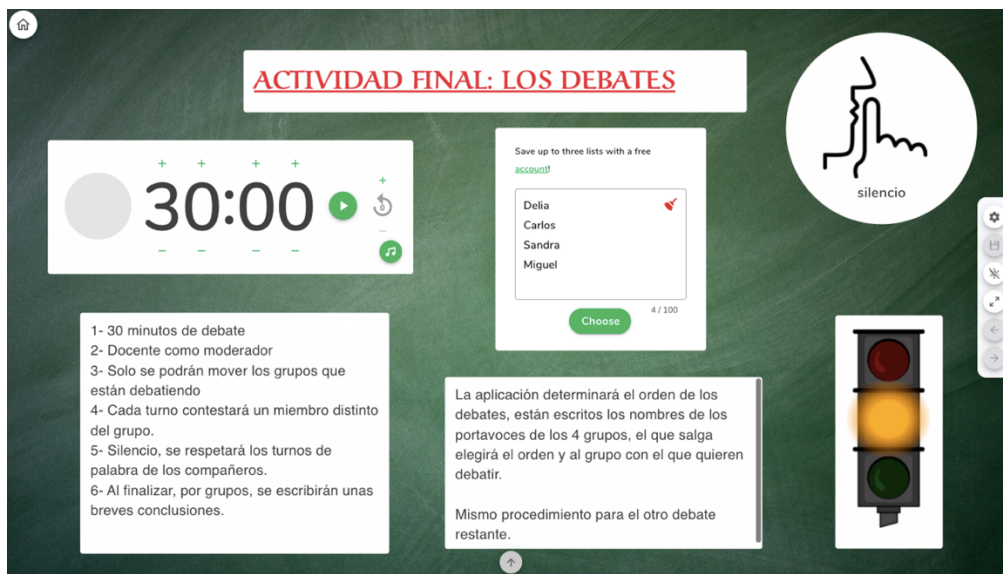 ACTIVIDAD FINAL: LOS DEBATES
silencio
30:00
Save up to three lists with a free
account!
Delia
Carlos
Sandra
Miguel
4 / 100
Choose
1- 30 minutos de debate
2- Docente como moderador
3- Solo se podrán mover los grupos que
están debatiendo
4- Cada turno contestará un miembro distinto
del grupo.
5- Silencio, se respetará los turnos de
palabra de los compañeros.
6- Al finalizar, por grupos, se escribirán unas
breves conclusiones.
La aplicación determinará el orden de los
debates, están escritos los nombres de los
portavoces de los 4 grupos, el que salga
elegirá el orden y al grupo con el que quieren
debatir.
Mismo procedimiento para el otro debate
restante.